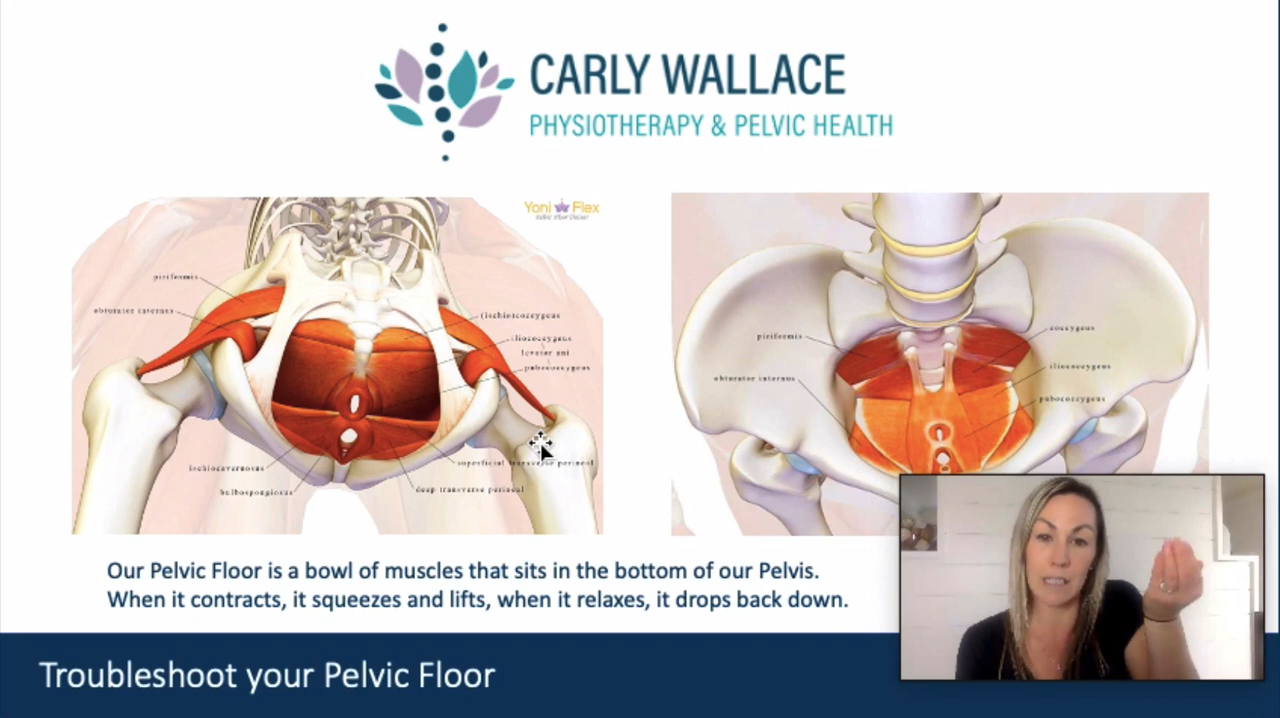 CARLY WALLACE
PHYSIOTHERAPY & PELVIC HEALTH
Yoni Flex
piriformis
obturator internus
(ischiococcygeus
iliococcygeus
levator ani
pubococcygeus
ischiocavernosus
bulbospongiosus
superficial transverse perineal
deep transverse perineal
piriformis
obturator internus
coccygeus
iliococcygeus
pubococcygeus
Our Pelvic Floor is a bowl of muscles that sits in the bottom of our Pelvis.
When it contracts, it squeezes and lifts, when it relaxes, it drops back down.
Troubleshoot your Pelvic Floor